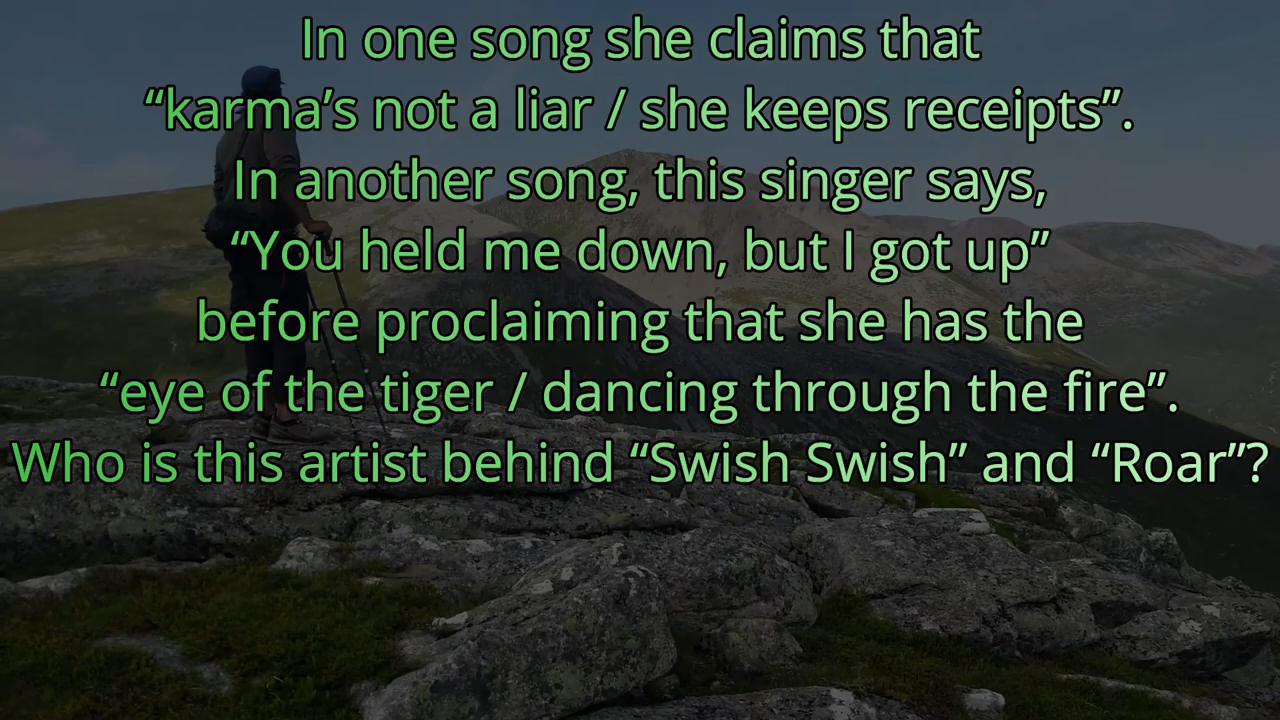 In one song she claims that
“karma’s not a liar / she keeps receipts”.
In another song, this singer says,
“You held me down, but I got up”
before proclaiming that she has the
“eye of the tiger / dancing through the fire”.
Who is this artist behind “Swish Swish” and “Roar”?